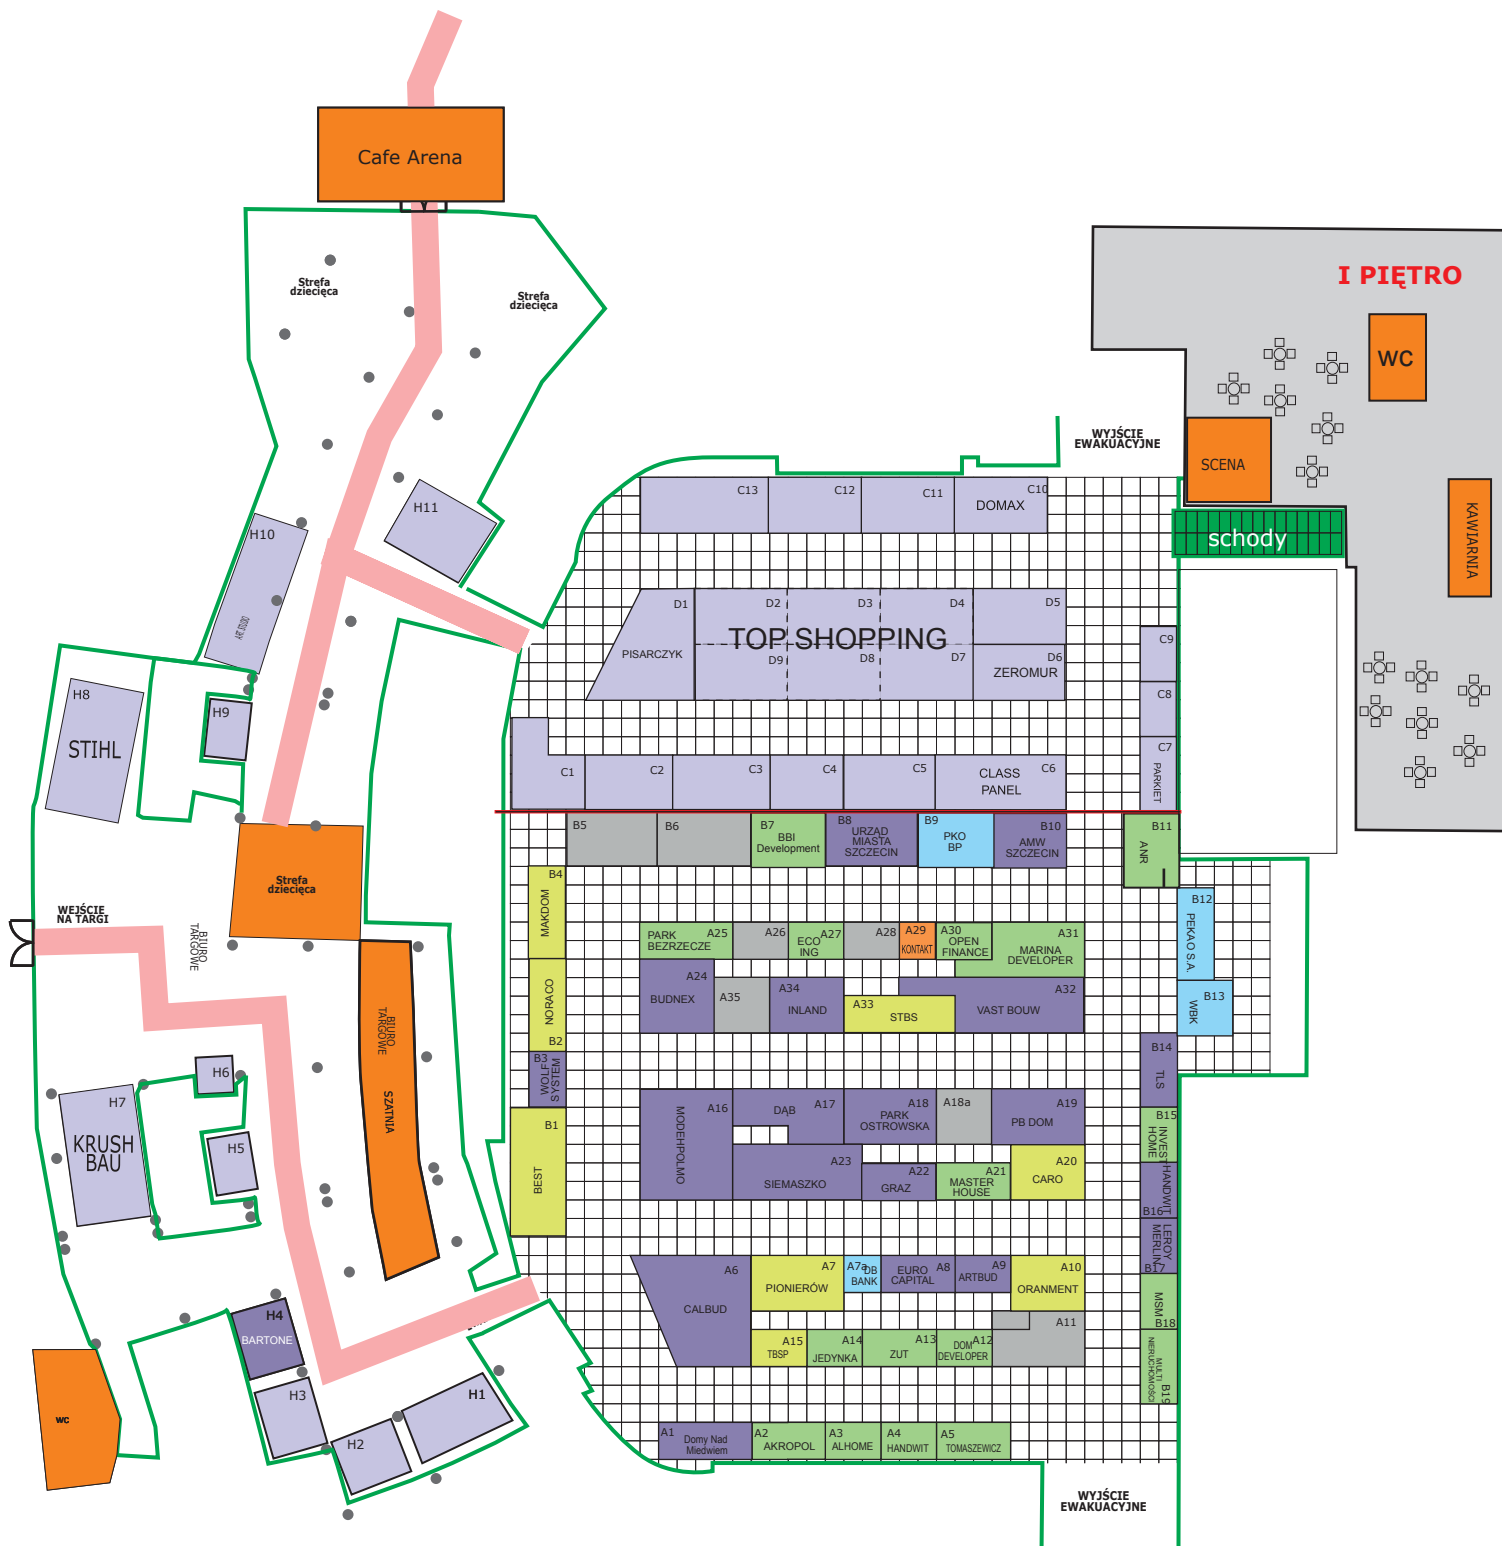 Cafe Arena
Strefa
dziecięca
Strefa
dziecięca
I PIĘTRO
WC
SCENA
KAWIARNIA
schody
WYJŚCIE
EWAKUACYJNE
H11
H10
H8
STIHL
H9
C13
C12
C11
C10
DOMAX
D1
PISARCZYK
D2
D3
D4
D5
TOP SHOPPING
D9
D8
D7
D6
ZEROMUR
C9
C8
C7
PARKIET
C1
C2
C3
C4
C5
C6
CLASS
PANEL
Strefa
dziecięca
WEJŚCIE
NA TARGI
BIURO
TARGOWE
BIURO
TARGOWE
SZATNIA
B5
B6
B7
BBI
Development
B8
URZĄD
MIASTA
SZCZECIN
B9
PKO
BP
B10
AMW
SZCZECIN
B11
ANR
B4
MAKDOM
NORACO
B2
B3
WOLF
SYSTEM
B1
BEST
B12
PEKAO S.A.
B13
WBK
B14
TLS
B15
INVEST
HOME
HANDWIT
B16
LEROY
MERLIN
B17
MSM
B18
MULTI
NIERUCHOMOŚCI
B19
PARK
BEZRZECZE
A25
A26
A27
ECO
ING
A28
A29
KONTAKT
A30
OPEN
FINANCE
A31
MARINA
DEVELOPER
A24
BUDNEX
A35
A34
INLAND
A33
STBS
A32
VAST BOUW
A16
MODEHPOLMO
A17
DĄB
A18
PARK
OSTROWSKA
A18a
A19
PB DOM
A23
SIEMASZKO
A22
GRAZ
A21
MASTER
HOUSE
A20
CARO
A6
CALBUD
A7
PIONIERÓW
A7a
DB
BANK
A8
EURO
CAPITAL
A9
ARTBUD
A10
ORANMENT
A15
TBSP
A14
JEDYNKA
A13
ZUT
A12
DOM
DEVELOPER
A11
A1
Domy Nad
Miedwiem
A2
AKROPOL
A3
ALHOME
A4
HANDWIT
A5
TOMASZEWICZ
H6
H7
KRUSH
BAU
H5
H4
BARTONE
H3
H2
H1
WC
WYJŚCIE
EWAKUACYJNE